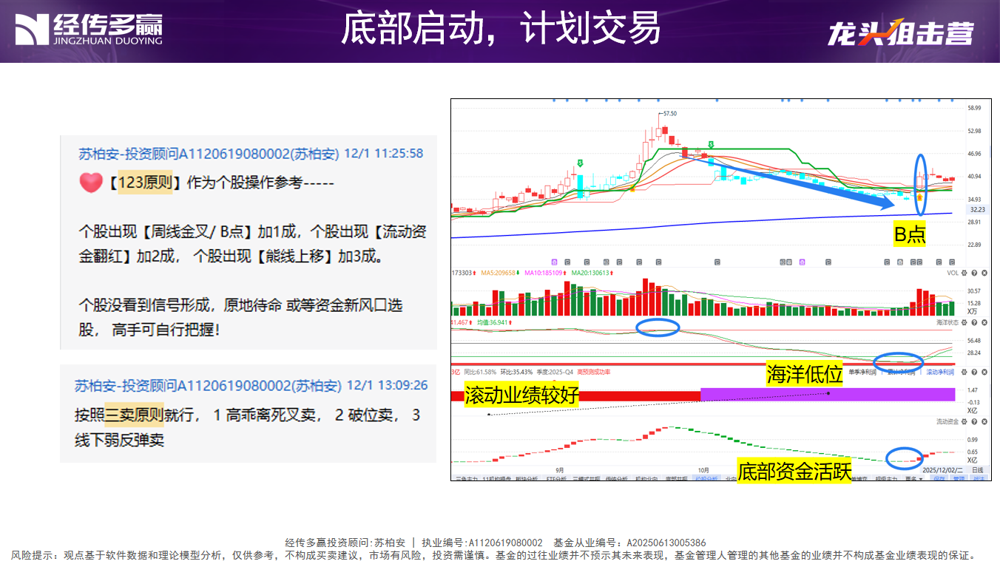 经传多赢
JINGZHUAN DUOYING
底部启动，计划交易
龙头狙击营
苏柏安-投资顾问A1120619080002(苏柏安) 12/1 11:25:58
【123原则】作为个股操作参考-----
个股出现【周线金叉/ B点】加1成，个股出现【流动资
金翻红】加2成， 个股出现【熊线上移】加3成。
个股没看到信号形成，原地待命 或等资金新风口选
股， 高手可自行把握！
苏柏安-投资顾问A1120619080002(苏柏安) 12/1 13:09:26
按照三卖原则就行， 1 高乖离死叉卖， 2 破位卖， 3
线下弱反弹卖
58.99
57.50
52.98
46.96
40.94
34.93
32.23
28.91
22.89
B点
173303 MA5:209658 MA10:185109 MA20:130613
VOL
30.57
15.28
X万
41.467 均值:36.941
海洋状态
56.48
28.24
海洋低位
3亿 同比:61.58% 环比:35.43% 季度:2025-Q4 高预测成功率
单季净利润 累计净利润 滚动净利润
滚动业绩较好
1.47
-0.13
X亿
流动资金
0.99
0.65
X亿
底部资金活跃
9月
10月
2025/12/02/二
日线
经传多赢投资顾问:苏柏安 | 执业编号:A1120619080002 基金从业编号：A20250613005386
风险提示：观点基于软件数据和理论模型分析，仅供参考，不构成买卖建议，市场有风险，投资需谨慎。基金的过往业绩并不预示其未来表现，基金管理人管理的其他基金的业绩并不构成基金业绩表现的保证。